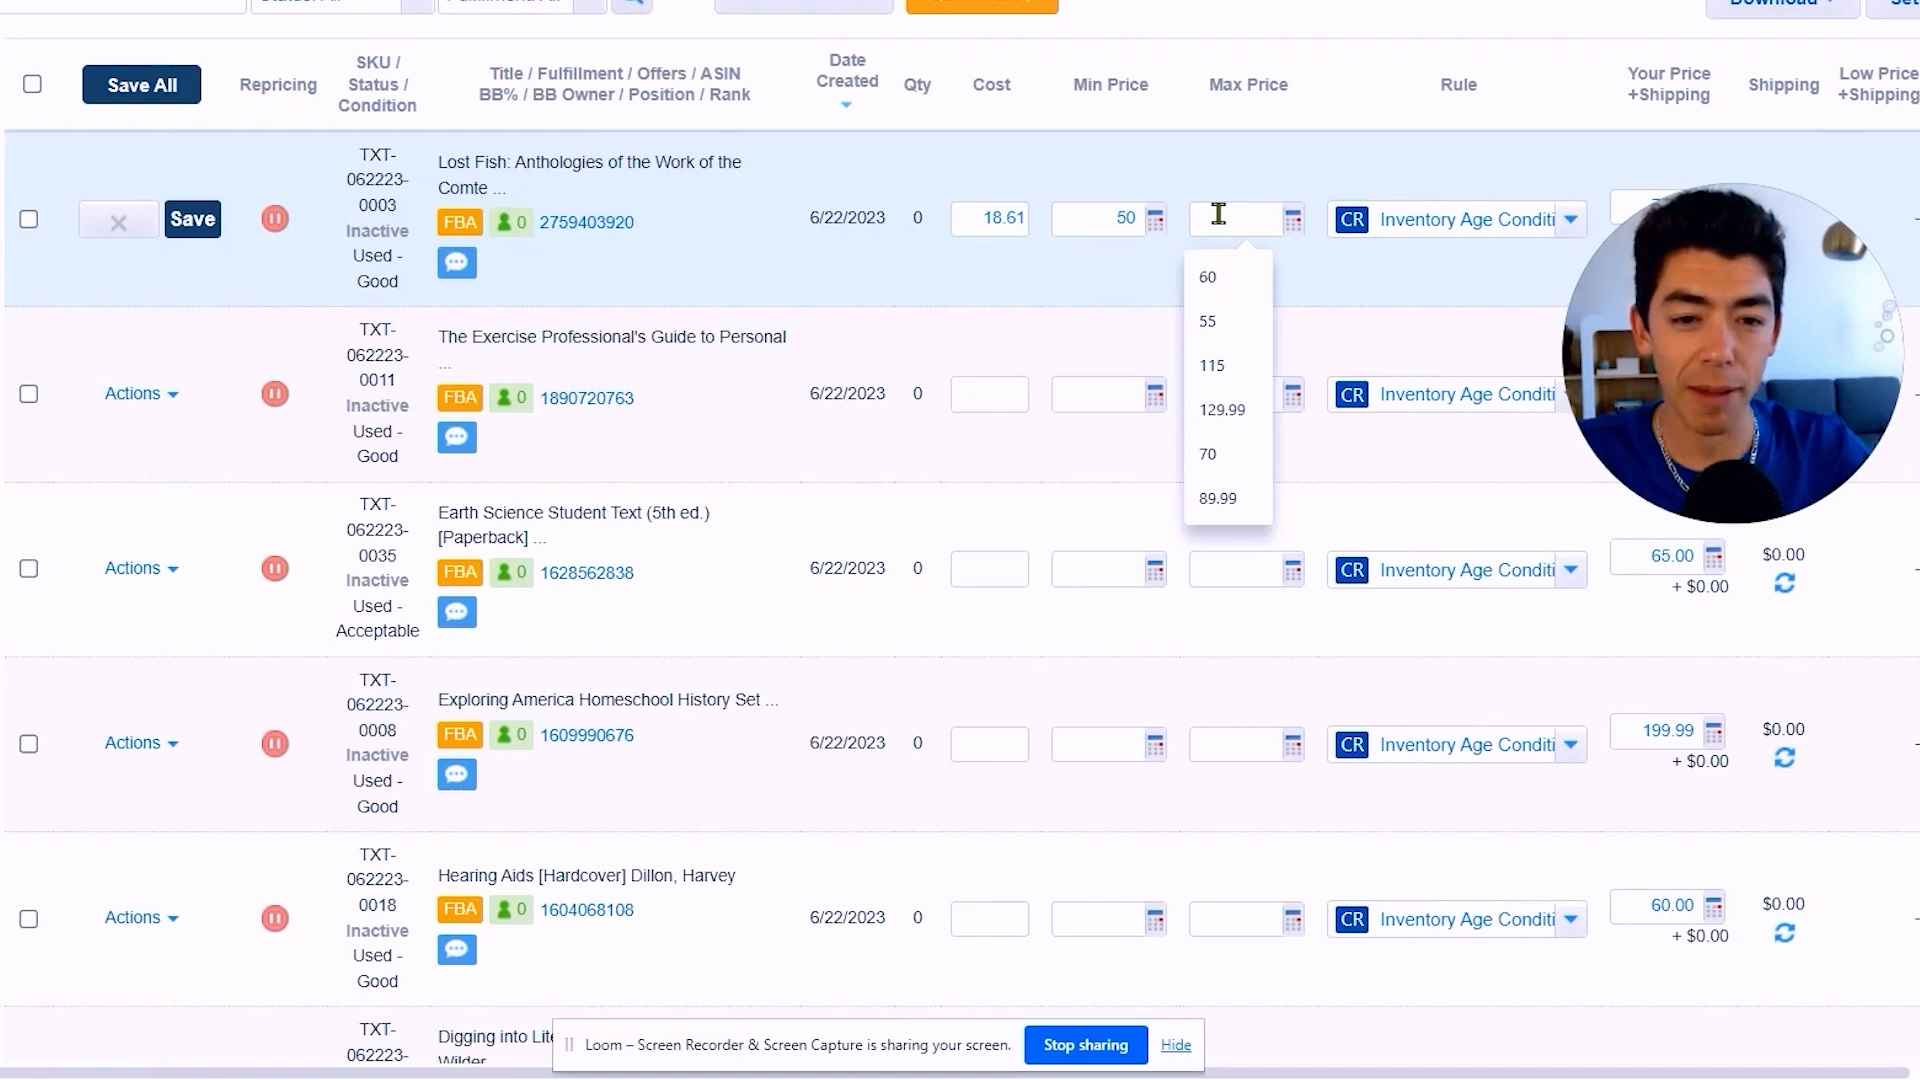 Save All
Repricing
SKU /
Status /
Condition
Title / Fulfillment / Offers / ASIN
BB% / BB Owner / Position / Rank
Date
Created
Qty
Cost
Min Price
Max Price
Rule
Your Price
+Shipping
Shipping
Low Price
+Shipping
Save
TXT-
062223-
0003
Inactive
Used -
Good
Lost Fish: Anthologies of the Work of the
Comte ...
FBA 0 2759403920
6/22/2023
0
18.61
50
CR Inventory Age Conditi
60
55
115
129.99
70
89.99
Actions
TXT-
062223-
0011
Inactive
Used -
Good
The Exercise Professional's Guide to Personal
...
FBA 0 1890720763
6/22/2023
0
CR Inventory Age Conditi
Actions
TXT-
062223-
0035
Inactive
Used -
Acceptable
Earth Science Student Text (5th ed.)
[Paperback] ...
FBA 0 1628562838
6/22/2023
0
CR Inventory Age Conditi
65.00
+ $0.00
$0.00
Actions
TXT-
062223-
0008
Inactive
Used -
Good
Exploring America Homeschool History Set ...
FBA 0 1609990676
6/22/2023
0
CR Inventory Age Conditi
199.99
+ $0.00
$0.00
Actions
TXT-
062223-
0018
Inactive
Used -
Good
Hearing Aids [Hardcover] Dillon, Harvey
FBA 0 1604068108
6/22/2023
0
CR Inventory Age Conditi
60.00
+ $0.00
$0.00
TXT-
062223-
Digging into Lit
Wilder
Loom – Screen Recorder & Screen Capture is sharing your screen.
Stop sharing
Hide